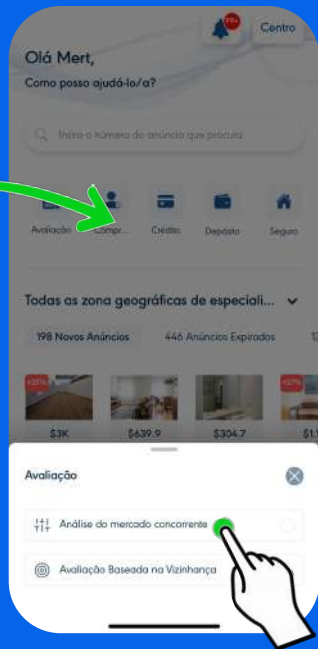 99+
Centro
Olá Mert,
Como posso ajudá-lo/a?
Insira o número do anúncio que procura
Avaliação Compr... Crédito Depósito Seguro
Todas as zona geográficas de especiali...
198 Novos Anúncios 446 Anúncios Expirados
$3K $639.9 $304.7
Avaliação
Análise do mercado concorrente
Avaliação Baseada na Vizinhança